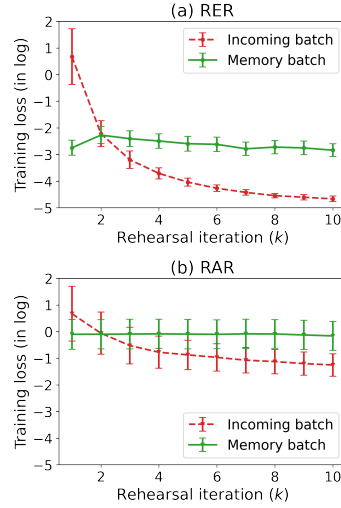 (a) RER
Training loss (in log)
2
1
0
−1
−2
−3
−4
−5
Incoming batch
Memory batch
2 4 6 8 10
Rehearsal iteration (k)
(b) RAR
Training loss (in log)
2
1
0
−1
−2
−3
−4
−5
Incoming batch
Memory batch
2 4 6 8 10
Rehearsal iteration (k)